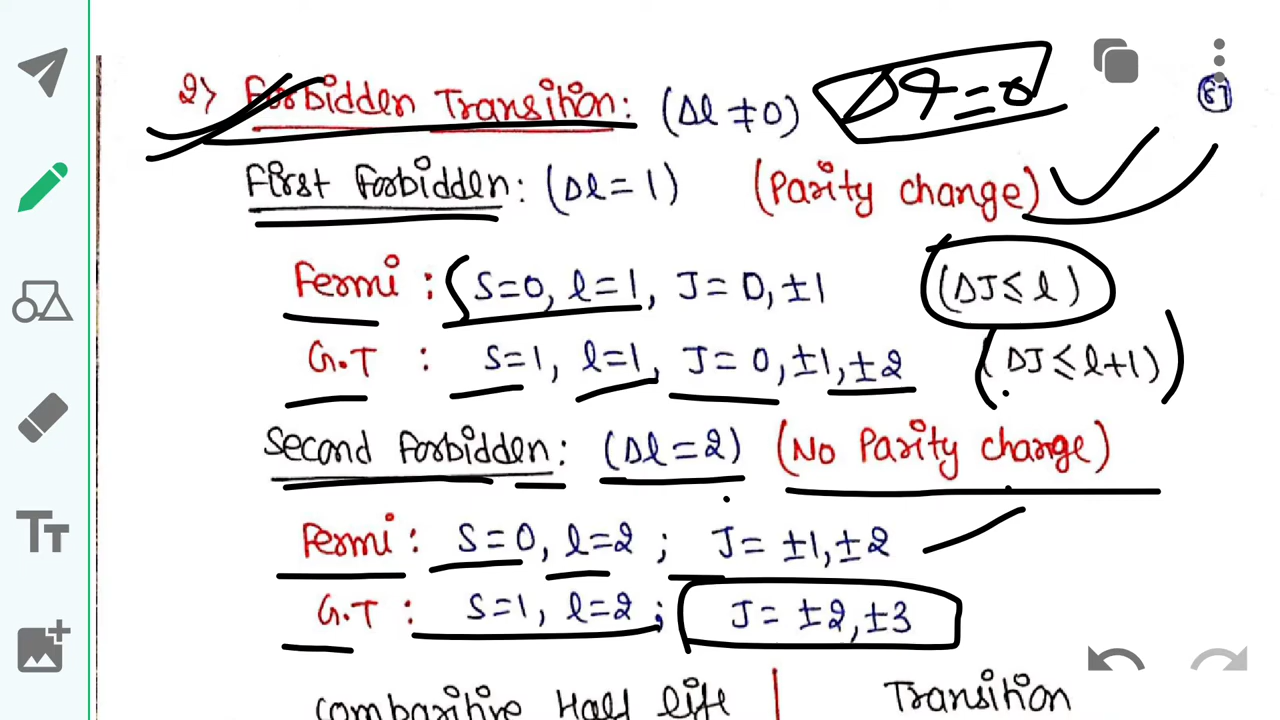 2) Forbidden Transition: (Δl ≠ 0) Δq = 0 67
First Forbidden: (Δl = 1) (Parity change)
Fermi: S=0, l=1, J=0, ±1 (ΔJ ≤ l)
G.T : S=1, l=1, J=0, ±1, ±2 (ΔJ ≤ l+1)
Second Forbidden: (Δl = 2) (No Parity change)
Fermi: S=0, l=2 ; J= ±1, ±2
G.T : S=1, l=2 ; J= ±2, ±3
Comparitive Half life | Transition
TT